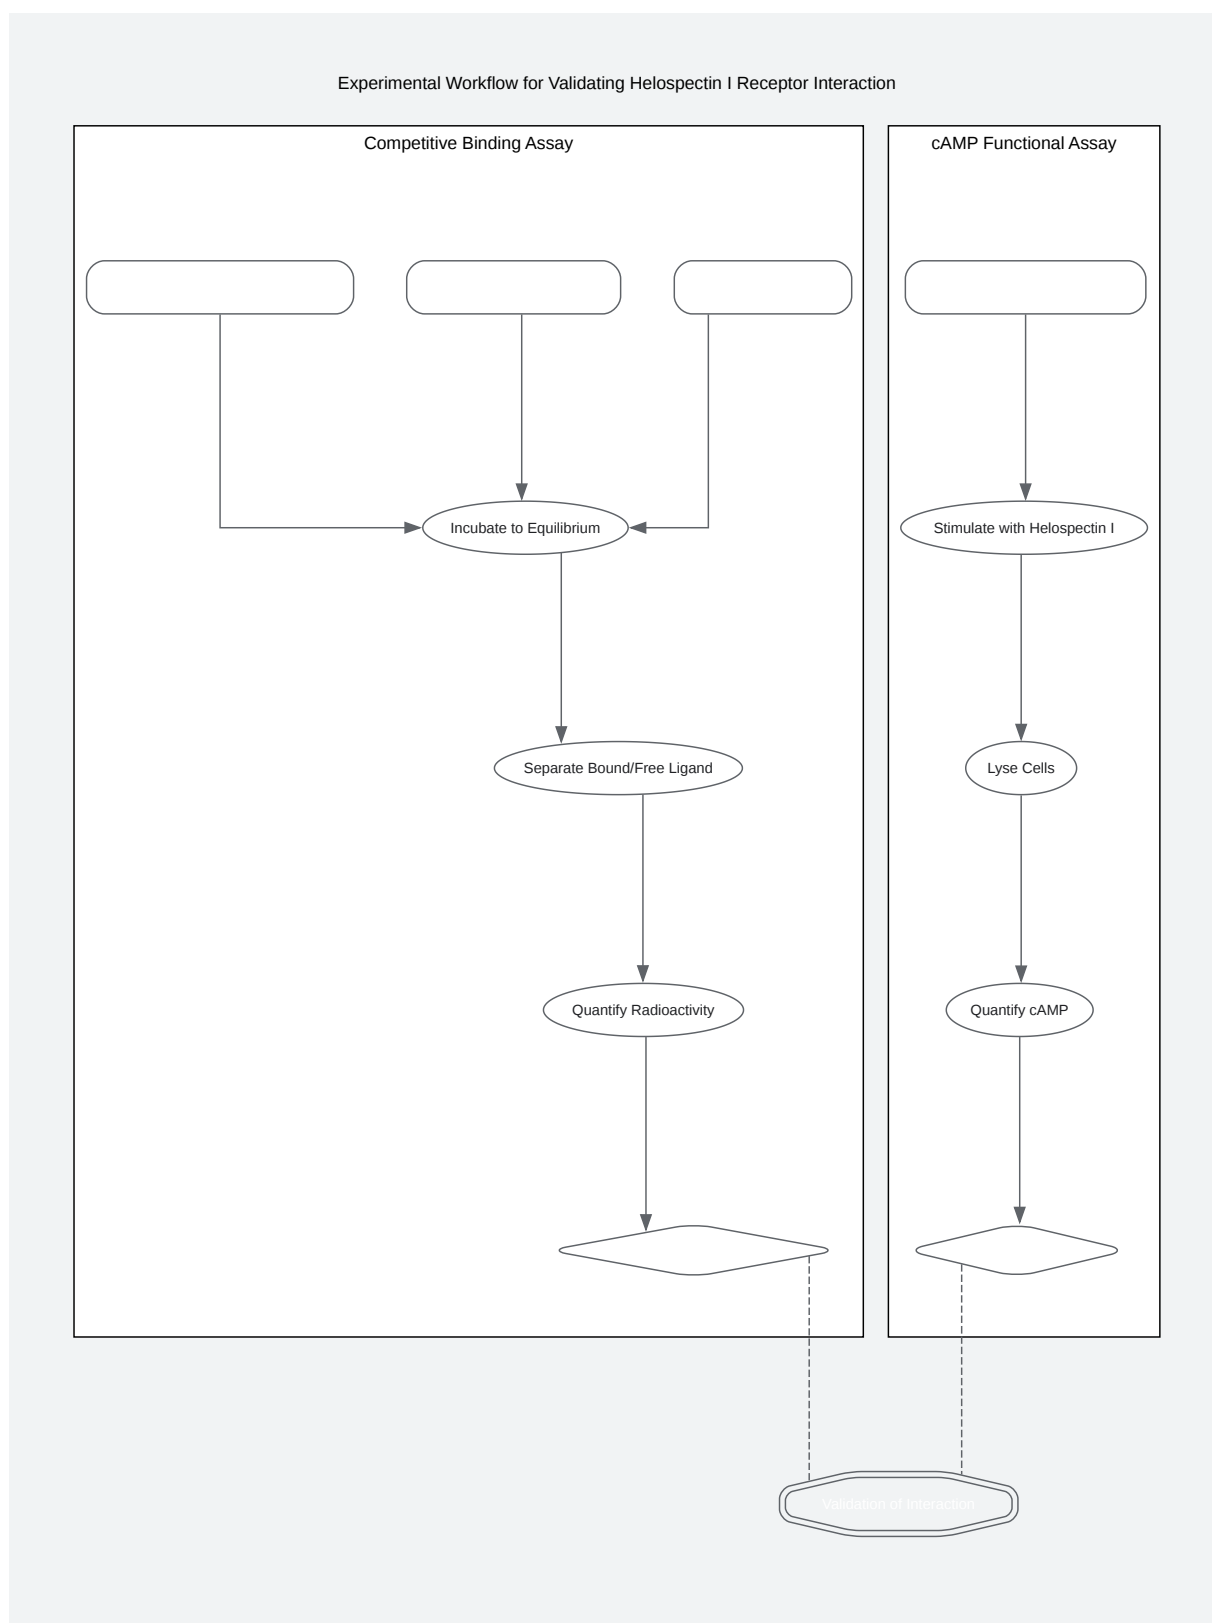 Experimental Workflow for Validating Helospectin I Receptor Interaction
Competitive Binding Assay
cAMP Functional Assay
Incubate to Equilibrium
Stimulate with Helospectin I
Separate Bound/Free Ligand
Lyse Cells
Quantify Radioactivity
Quantify cAMP
Validation of Interaction